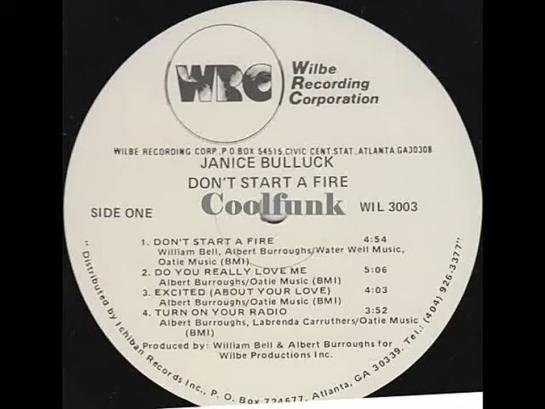 WRC
Wilbe
Recording
Corporation
WILBE RECORDING CORP., P.O. BOX 54515, CIVIC CENT. STAT., ATLANTA, GA30308
JANICE BULLUCK
DON'T START A FIRE
SIDE ONE
Coolfunk
WIL 3003
1. DON'T START A FIRE 4:54
William Bell, Albert Burroughs/Water Well Music,
Oatie Music (BMI)
2. DO YOU REALLY LOVE ME 5:06
Albert Burroughs/Oatie Music (BMI)
3. EXCITED (ABOUT YOUR LOVE) 4:03
Albert Burroughs/Oatie Music (BMI)
4. TURN ON YOUR RADIO 3:52
Albert Burroughs, Labrenda Carruthers/Oatie Music
(BMI)
Produced by: William Bell & Albert Burroughs for
Wilbe Productions Inc.
"Distributed by Ichiban Records Inc., P. O. Box 724677, Atlanta, GA 30339. Tel.: (404) 926-3377"